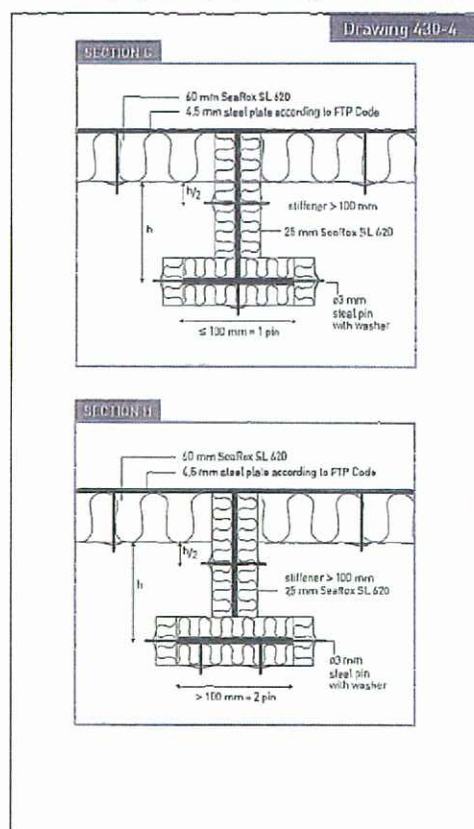 Drawing 430-4
SECTION G
60 mm SeaRox SL 620
4,5 mm steel plate according to FTP Code
h/2
h
stiffener > 100 mm
25 mm SeaRox SL 620
ø3 mm
steel pin
with washer
≤ 100 mm = 1 pin
SECTION H
60 mm SeaRox SL 620
4,5 mm steel plate according to FTP Code
h/2
h
stiffener > 100 mm
25 mm SeaRox SL 620
ø3 mm
steel pin
with washer
> 100 mm = 2 pin